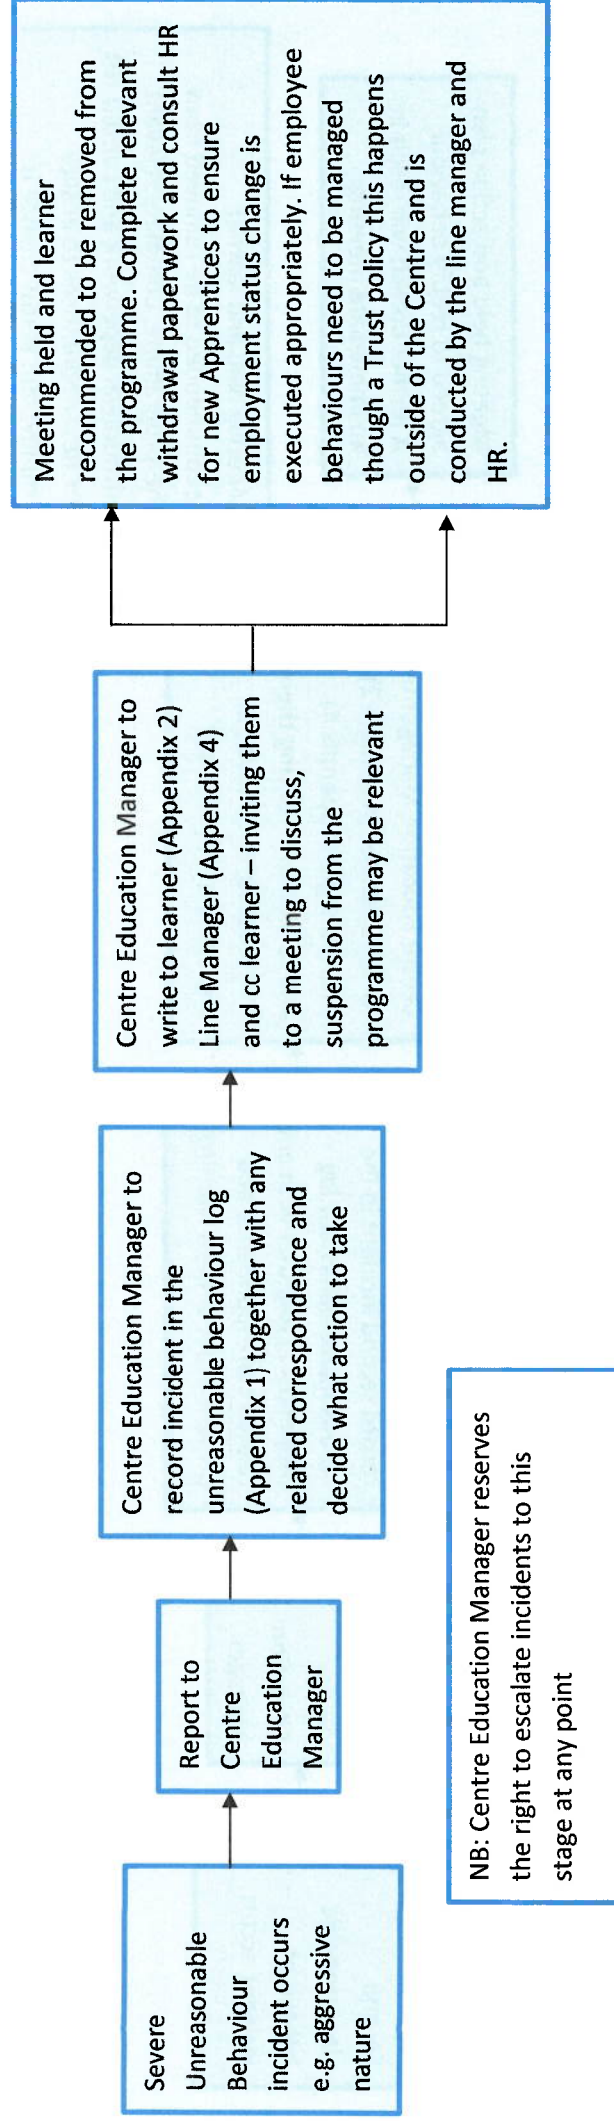 Severe
Unreasonable
Behaviour
incident occurs
e.g. aggressive
nature
Report to
Centre
Education
Manager
Centre Education Manager to
record incident in the
unreasonable behaviour log
(Appendix 1) together with any
related correspondence and
decide what action to take
Centre Education Manager to
write to learner (Appendix 2)
Line Manager (Appendix 4)
and cc learner – inviting them
to a meeting to discuss,
suspension from the
programme may be relevant
Meeting held and learner
recommended to be removed from
the programme. Complete relevant
withdrawal paperwork and consult HR
for new Apprentices to ensure
employment status change is
executed appropriately. If employee
behaviours need to be managed
though a Trust policy this happens
outside of the Centre and is
conducted by the line manager and
HR.
NB: Centre Education Manager reserves
the right to escalate incidents to this
stage at any point